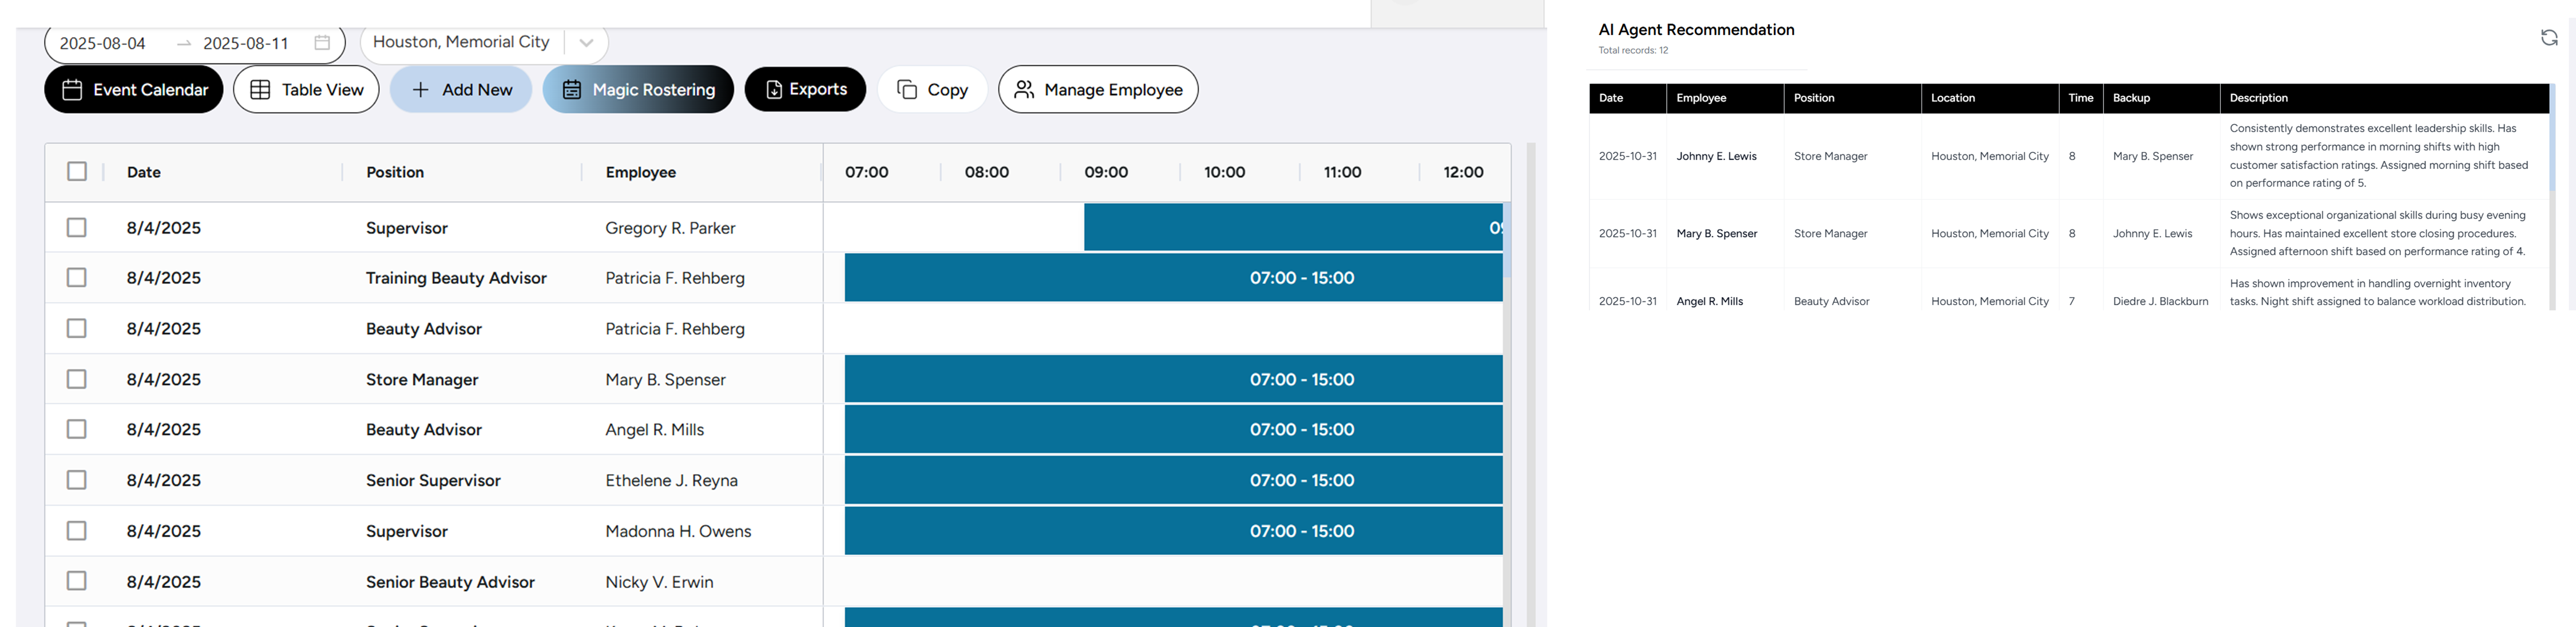 2025-08-04 → 2025-08-11 Houston, Memorial City
Event Calendar Table View + Add New Magic Rostering Exports Copy Manage Employee
Date Position Employee 07:00 08:00 09:00 10:00 11:00 12:00
8/4/2025 Supervisor Gregory R. Parker
8/4/2025 Training Beauty Advisor Patricia F. Rehberg 07:00 - 15:00
8/4/2025 Beauty Advisor Patricia F. Rehberg
8/4/2025 Store Manager Mary B. Spenser 07:00 - 15:00
8/4/2025 Beauty Advisor Angel R. Mills 07:00 - 15:00
8/4/2025 Senior Supervisor Ethelene J. Reyna 07:00 - 15:00
8/4/2025 Supervisor Madonna H. Owens 07:00 - 15:00
8/4/2025 Senior Beauty Advisor Nicky V. Erwin
AI Agent Recommendation
Total records: 12
Date Employee Position Location Time Backup Description
2025-10-31 Johnny E. Lewis Store Manager Houston, Memorial City 8 Mary B. Spenser
Consistently demonstrates excellent leadership skills. Has
shown strong performance in morning shifts with high
customer satisfaction ratings. Assigned morning shift based
on performance rating of 5.
2025-10-31 Mary B. Spenser Store Manager Houston, Memorial City 8 Johnny E. Lewis
Shows exceptional organizational skills during busy evening
hours. Has maintained excellent store closing procedures.
Assigned afternoon shift based on performance rating of 4.
2025-10-31 Angel R. Mills Beauty Advisor Houston, Memorial City 7 Diedre J. Blackburn
Has shown improvement in handling overnight inventory
tasks. Night shift assigned to balance workload distribution.